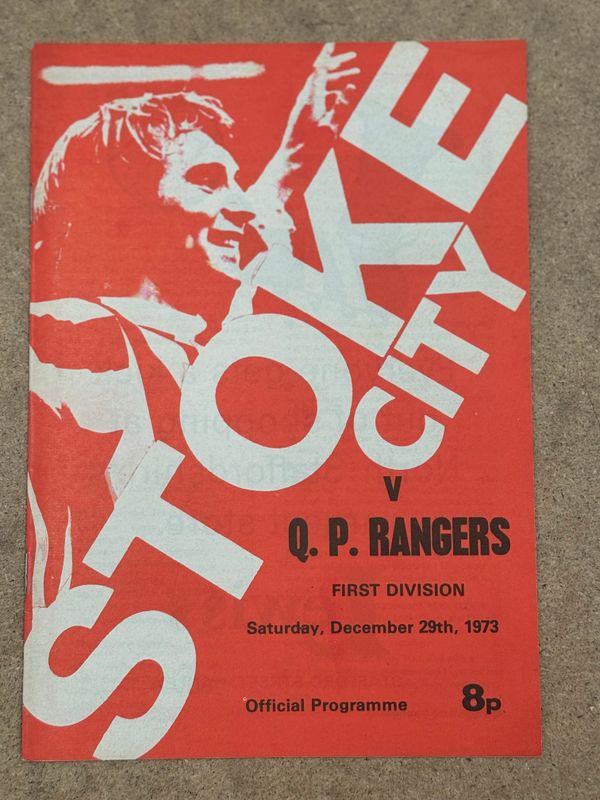 STOKE
CITY
V
Q. P. RANGERS
FIRST DIVISION
Saturday, December 29th, 1973
Official Programme 8p